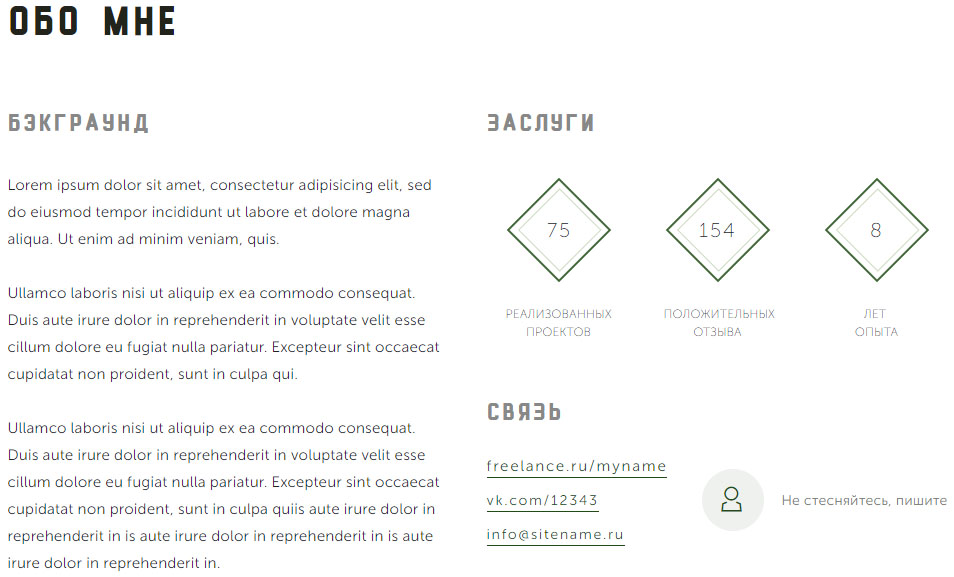 ОБО МНЕ
БЭКГРАУНД
Lorem ipsum dolor sit amet, consectetur adipisicing elit, sed
do eiusmod tempor incididunt ut labore et dolore magna
aliqua. Ut enim ad minim veniam, quis.
Ullamco laboris nisi ut aliquip ex ea commodo consequat.
Duis aute irure dolor in reprehenderit in voluptate velit esse
cillum dolore eu fugiat nulla pariatur. Excepteur sint occaecat
cupidatat non proident, sunt in culpa qui.
Ullamco laboris nisi ut aliquip ex ea commodo consequat.
Duis aute irure dolor in reprehenderit in voluptate velit esse
cillum dolore eu fugiat nulla pariatur. Excepteur sint occaecat
cupidatat non proident, sunt in culpa quiis aute irure dolor in
reprehenderit in is aute irure dolor in reprehenderit in is aute
irure dolor in reprehenderit in.
ЗАСЛУГИ
75
РЕАЛИЗОВАННЫХ
ПРОЕКТОВ
154
ПОЛОЖИТЕЛЬНЫХ
ОТЗЫВА
8
ЛЕТ
ОПЫТА
СВЯЗЬ
freelance.ru/myname
vk.com/12343
info@sitename.ru
Не стесняйтесь, пишите